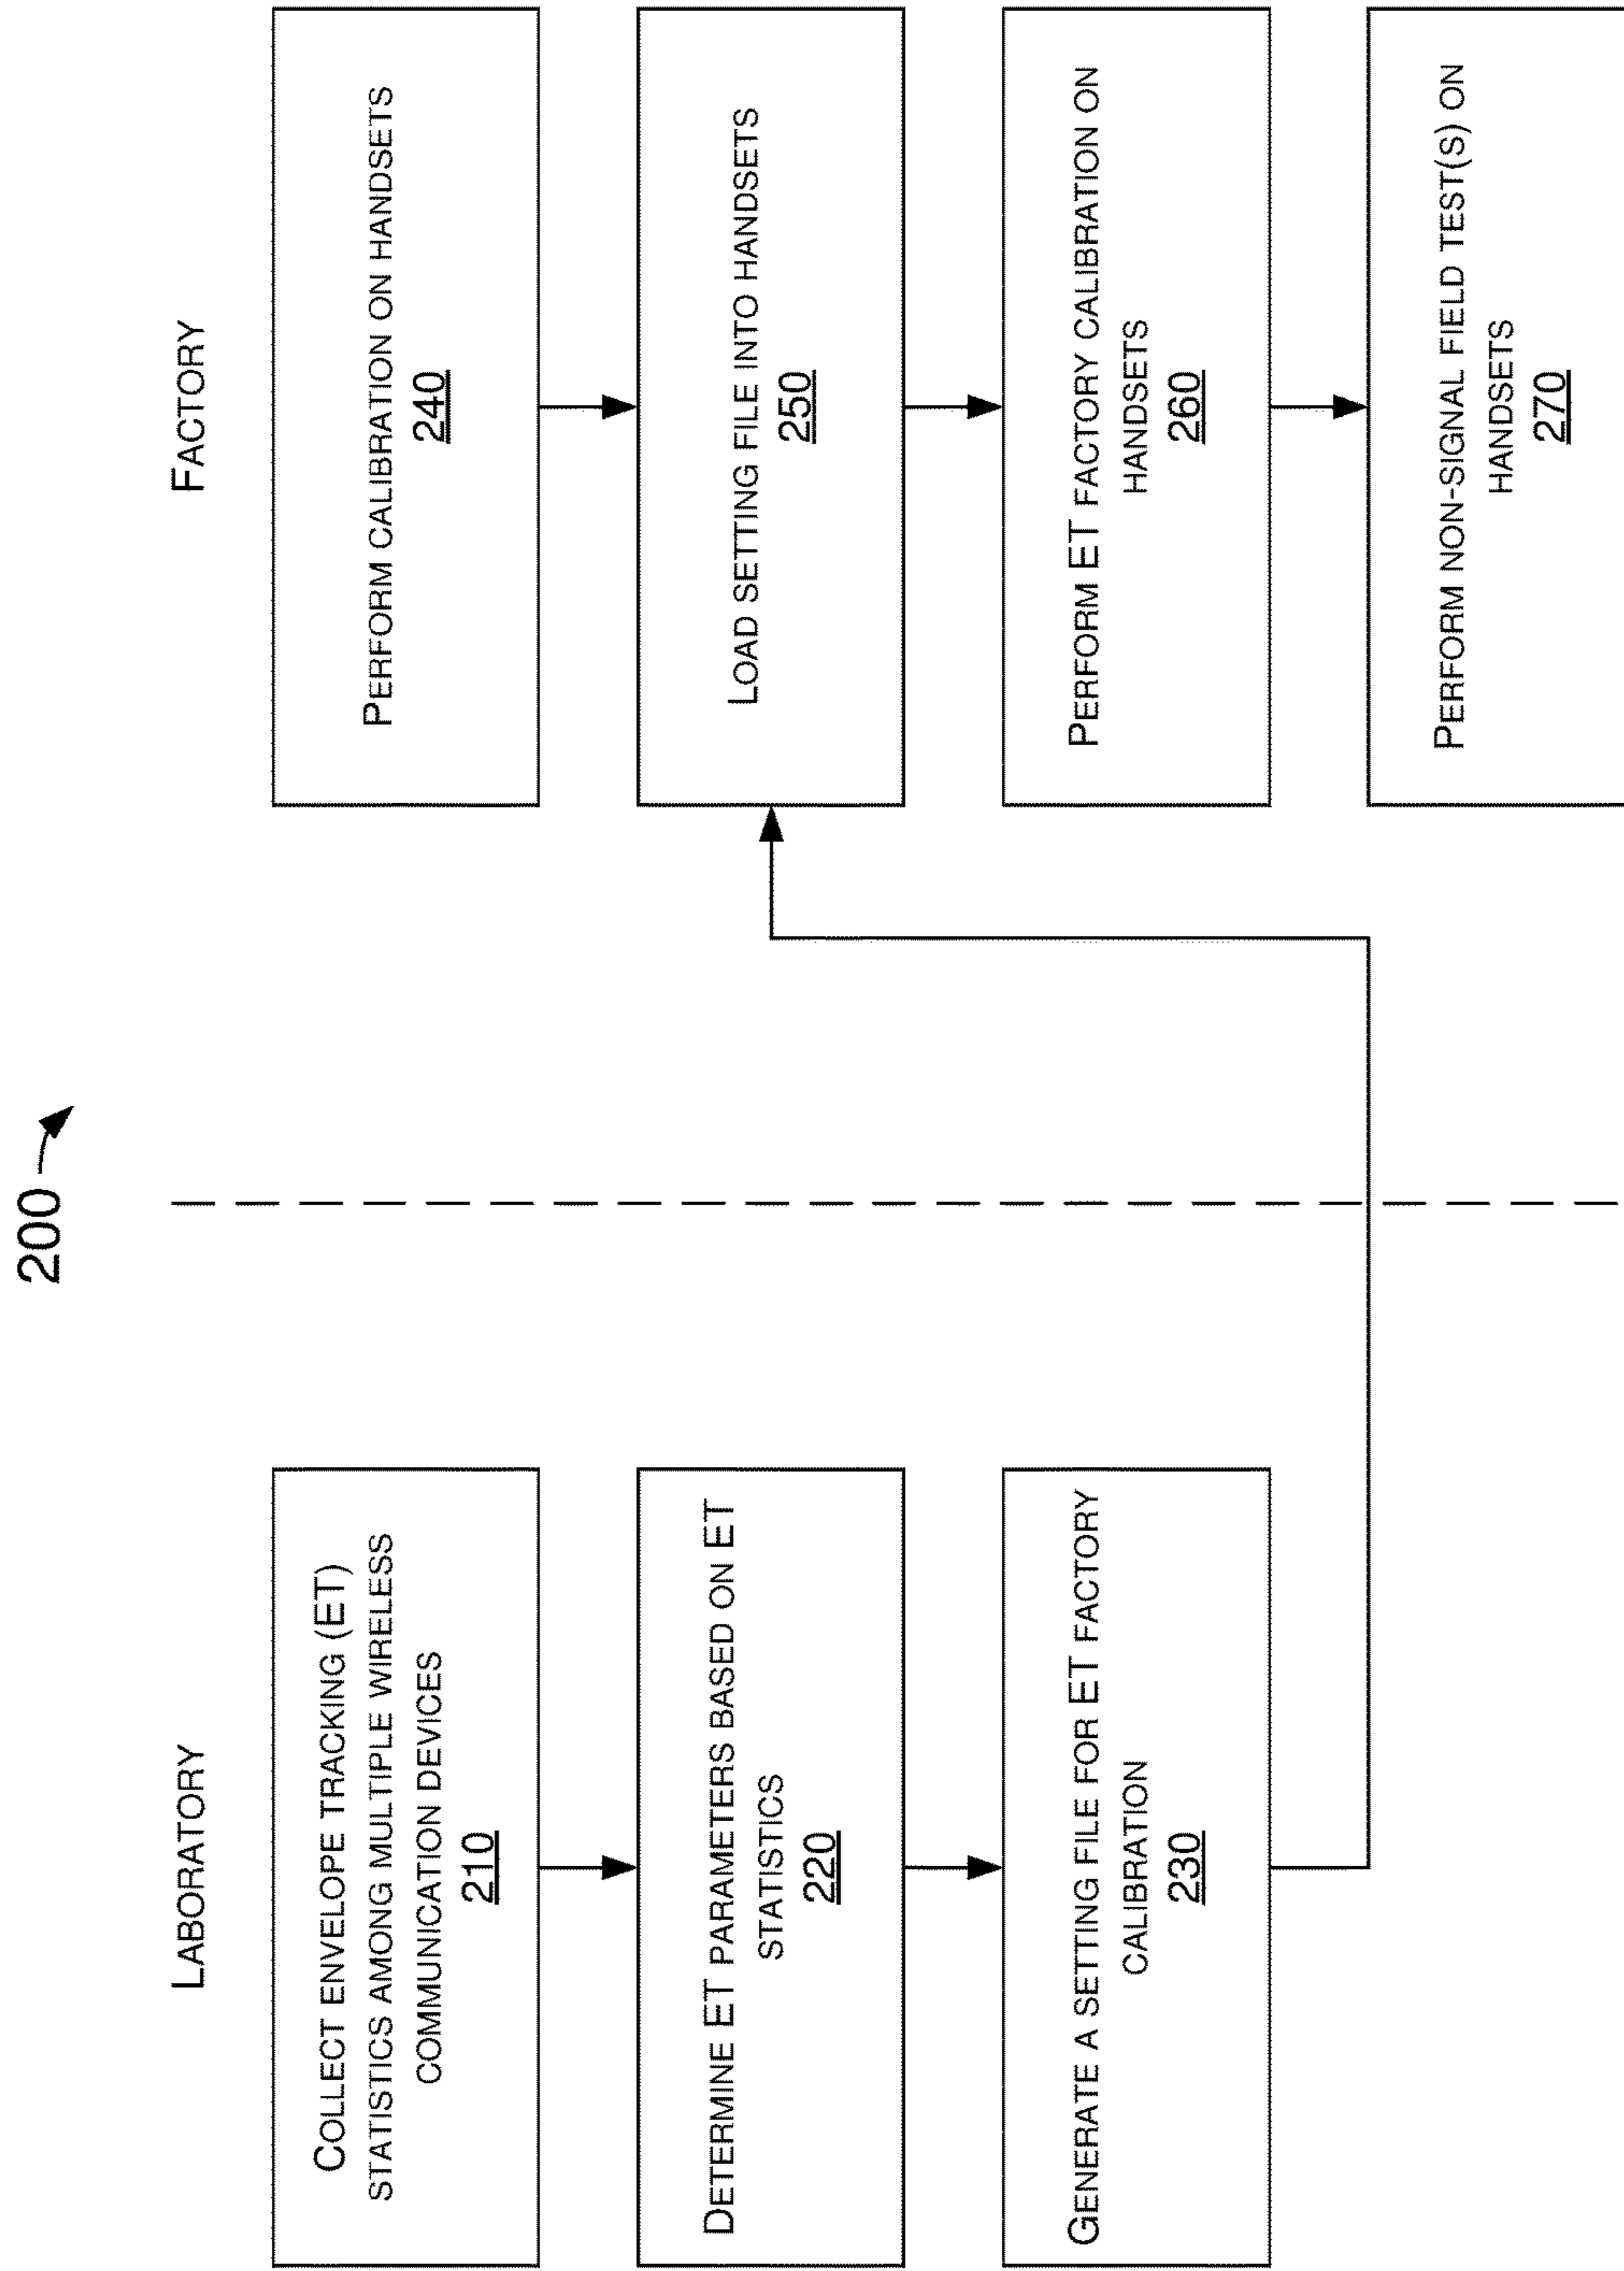 200
LABORATORY
COLLECT ENVELOPE TRACKING (ET)
STATISTICS AMONG MULTIPLE WIRELESS
COMMUNICATION DEVICES
210
DETERMINE ET PARAMETERS BASED ON ET
STATISTICS
220
GENERATE A SETTING FILE FOR ET FACTORY
CALIBRATION
230
FACTORY
PERFORM CALIBRATION ON HANDSETS
240
LOAD SETTING FILE INTO HANDSETS
250
PERFORM ET FACTORY CALIBRATION ON
HANDSETS
260
PERFORM NON-SIGNAL FIELD TEST(S) ON
HANDSETS
270